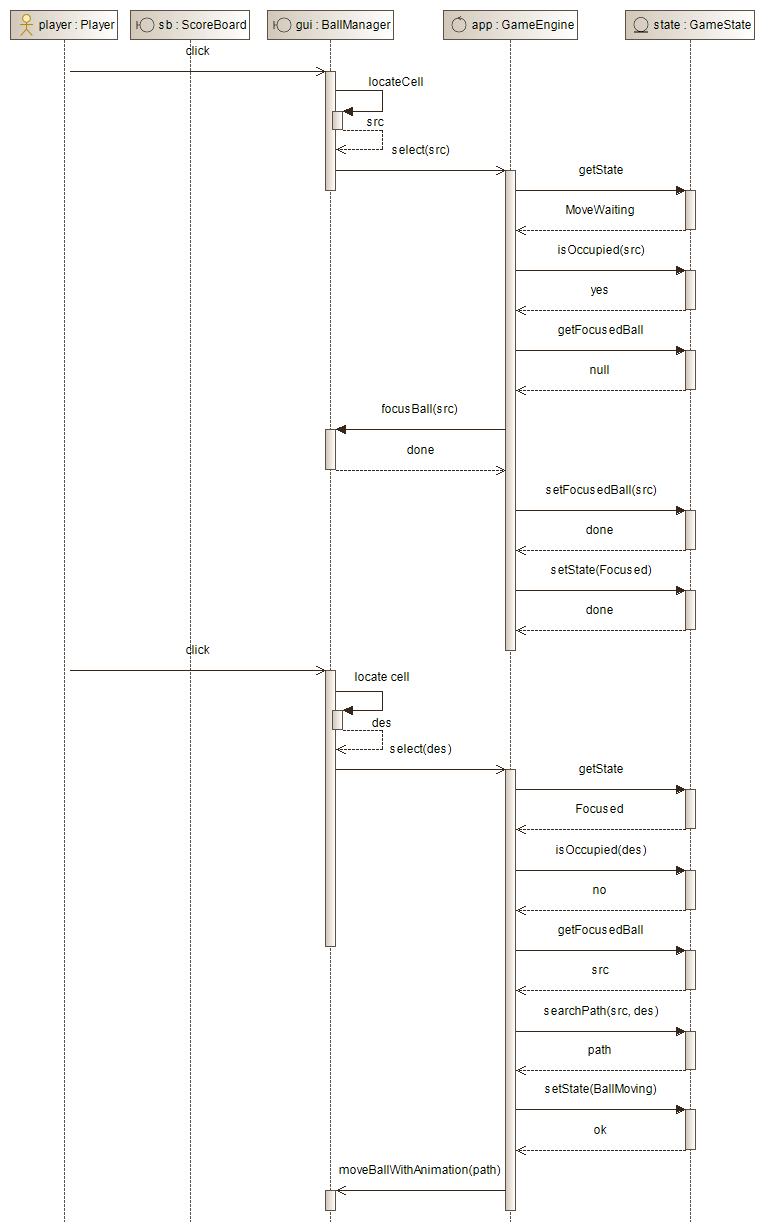 player : Player
sb : ScoreBoard
gui : BallManager
app : GameEngine
state : GameState
click
locateCell
src
select(src)
getState
MoveWaiting
isOccupied(src)
yes
getFocusedBall
null
focusBall(src)
done
setFocusedBall(src)
done
setState(Focused)
done
click
locate cell
des
select(des)
getState
Focused
isOccupied(des)
no
getFocusedBall
src
searchPath(src, des)
path
setState(BallMoving)
ok
moveBallWithAnimation(path)